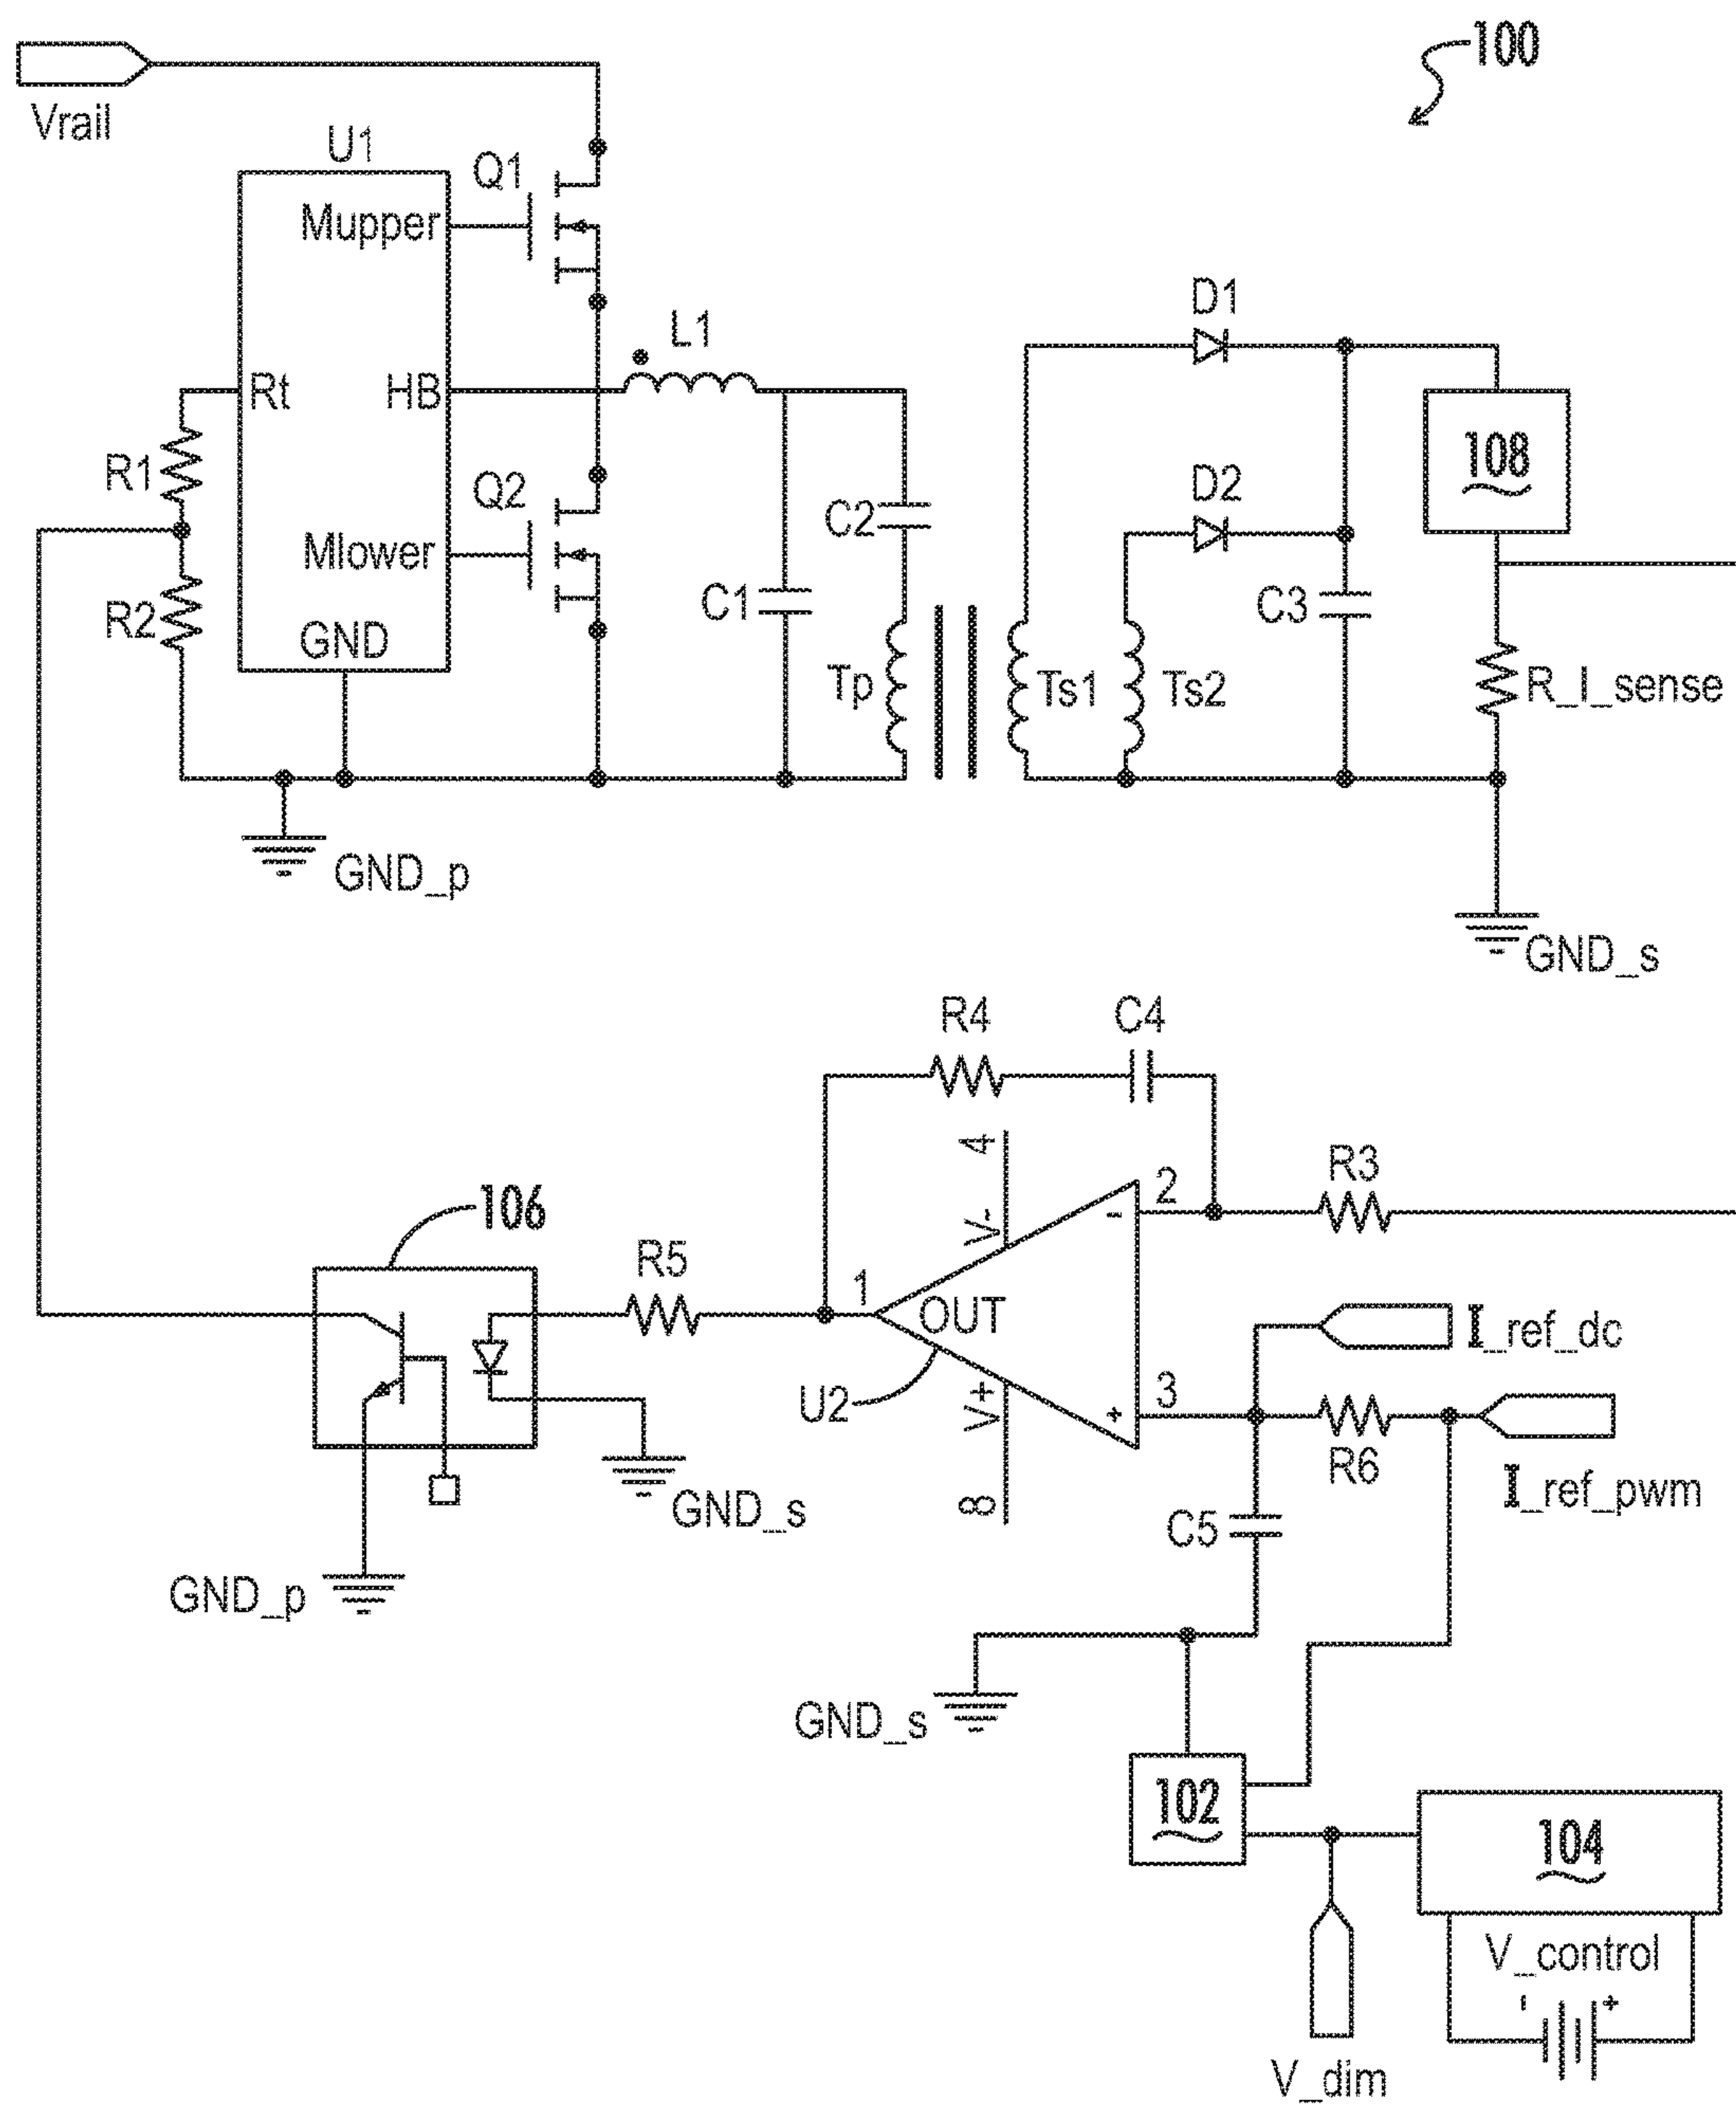 100
Vrail
U1
Q1
Mupper
D1
L1
Rt
HB
108
R1
Q2
D2
C2
Mlower
C1
C3
R2
GND
Tp
Ts1
Ts2
R_I_sense
GND_p
GND_s
R4
C4
4
V-
2
-
R3
106
R5
1
OUT
I_ref_dc
U2
V+
3
+
R6
8
I_ref_pwm
GND_s
C5
GND_p
GND_s
102
104
V_control
- +
V_dim